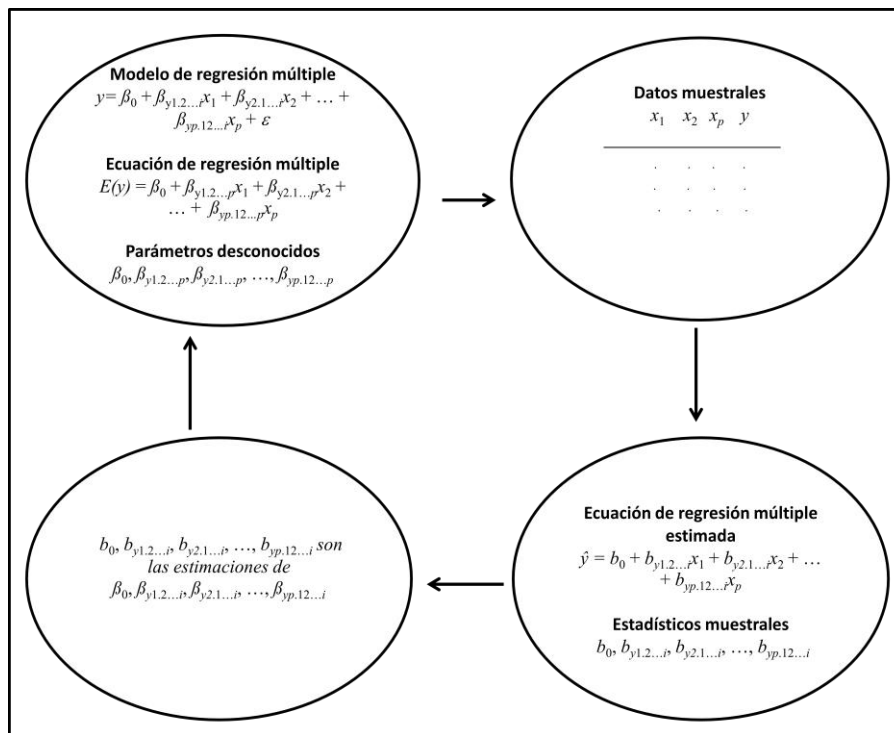 Modelo de regresión múltiple
y= β₀ + βy1.2…ix₁ + βy2.1…ix₂ + … +
βyp.12…ixₚ + ε
Ecuación de regresión múltiple
E(y) = β₀ + βy1.2…px₁ + βy2.1…px₂ +
… + βyp.12…pxₚ
Parámetros desconocidos
β₀, βy1.2…p, βy2.1…p, …, βyp.12…p
Datos muestrales
x₁ x₂ xₚ y
. . . .
. . . .
. . . .
Ecuación de regresión múltiple
estimada
ŷ = b₀ + by1.2…ix₁ + by2.1…ix₂ + …
+ byp.12…ixₚ
Estadísticos muestrales
b₀, by1.2…i, by2.1…i, …, byp.12…i
b₀, by1.2…i, by2.1…i, …, byp.12…i son
las estimaciones de
β₀, βy1.2…i, βy2.1…i, …, βyp.12…i